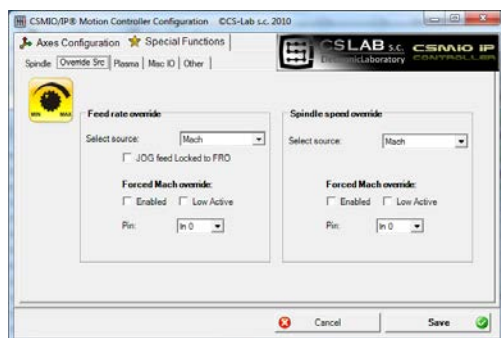 CSMIO/IP® Motion Controller Configuration ©CS-Lab s.c. 2010
Axes Configuration Special Functions
CSLAB s.c.
ElectronicLaboratory
CSMIO IP
CONTROLLER
Spindle Override Src Plasma Misc IO Other
MIN MAX
Feed rate override
Select source: Mach
JOG feed Locked to FRO
Forced Mach override:
Enabled Low Active
Pin: In 0
Spindle speed override
Select source: Mach
Forced Mach override:
Enabled Low Active
Pin: In 0
Cancel Save